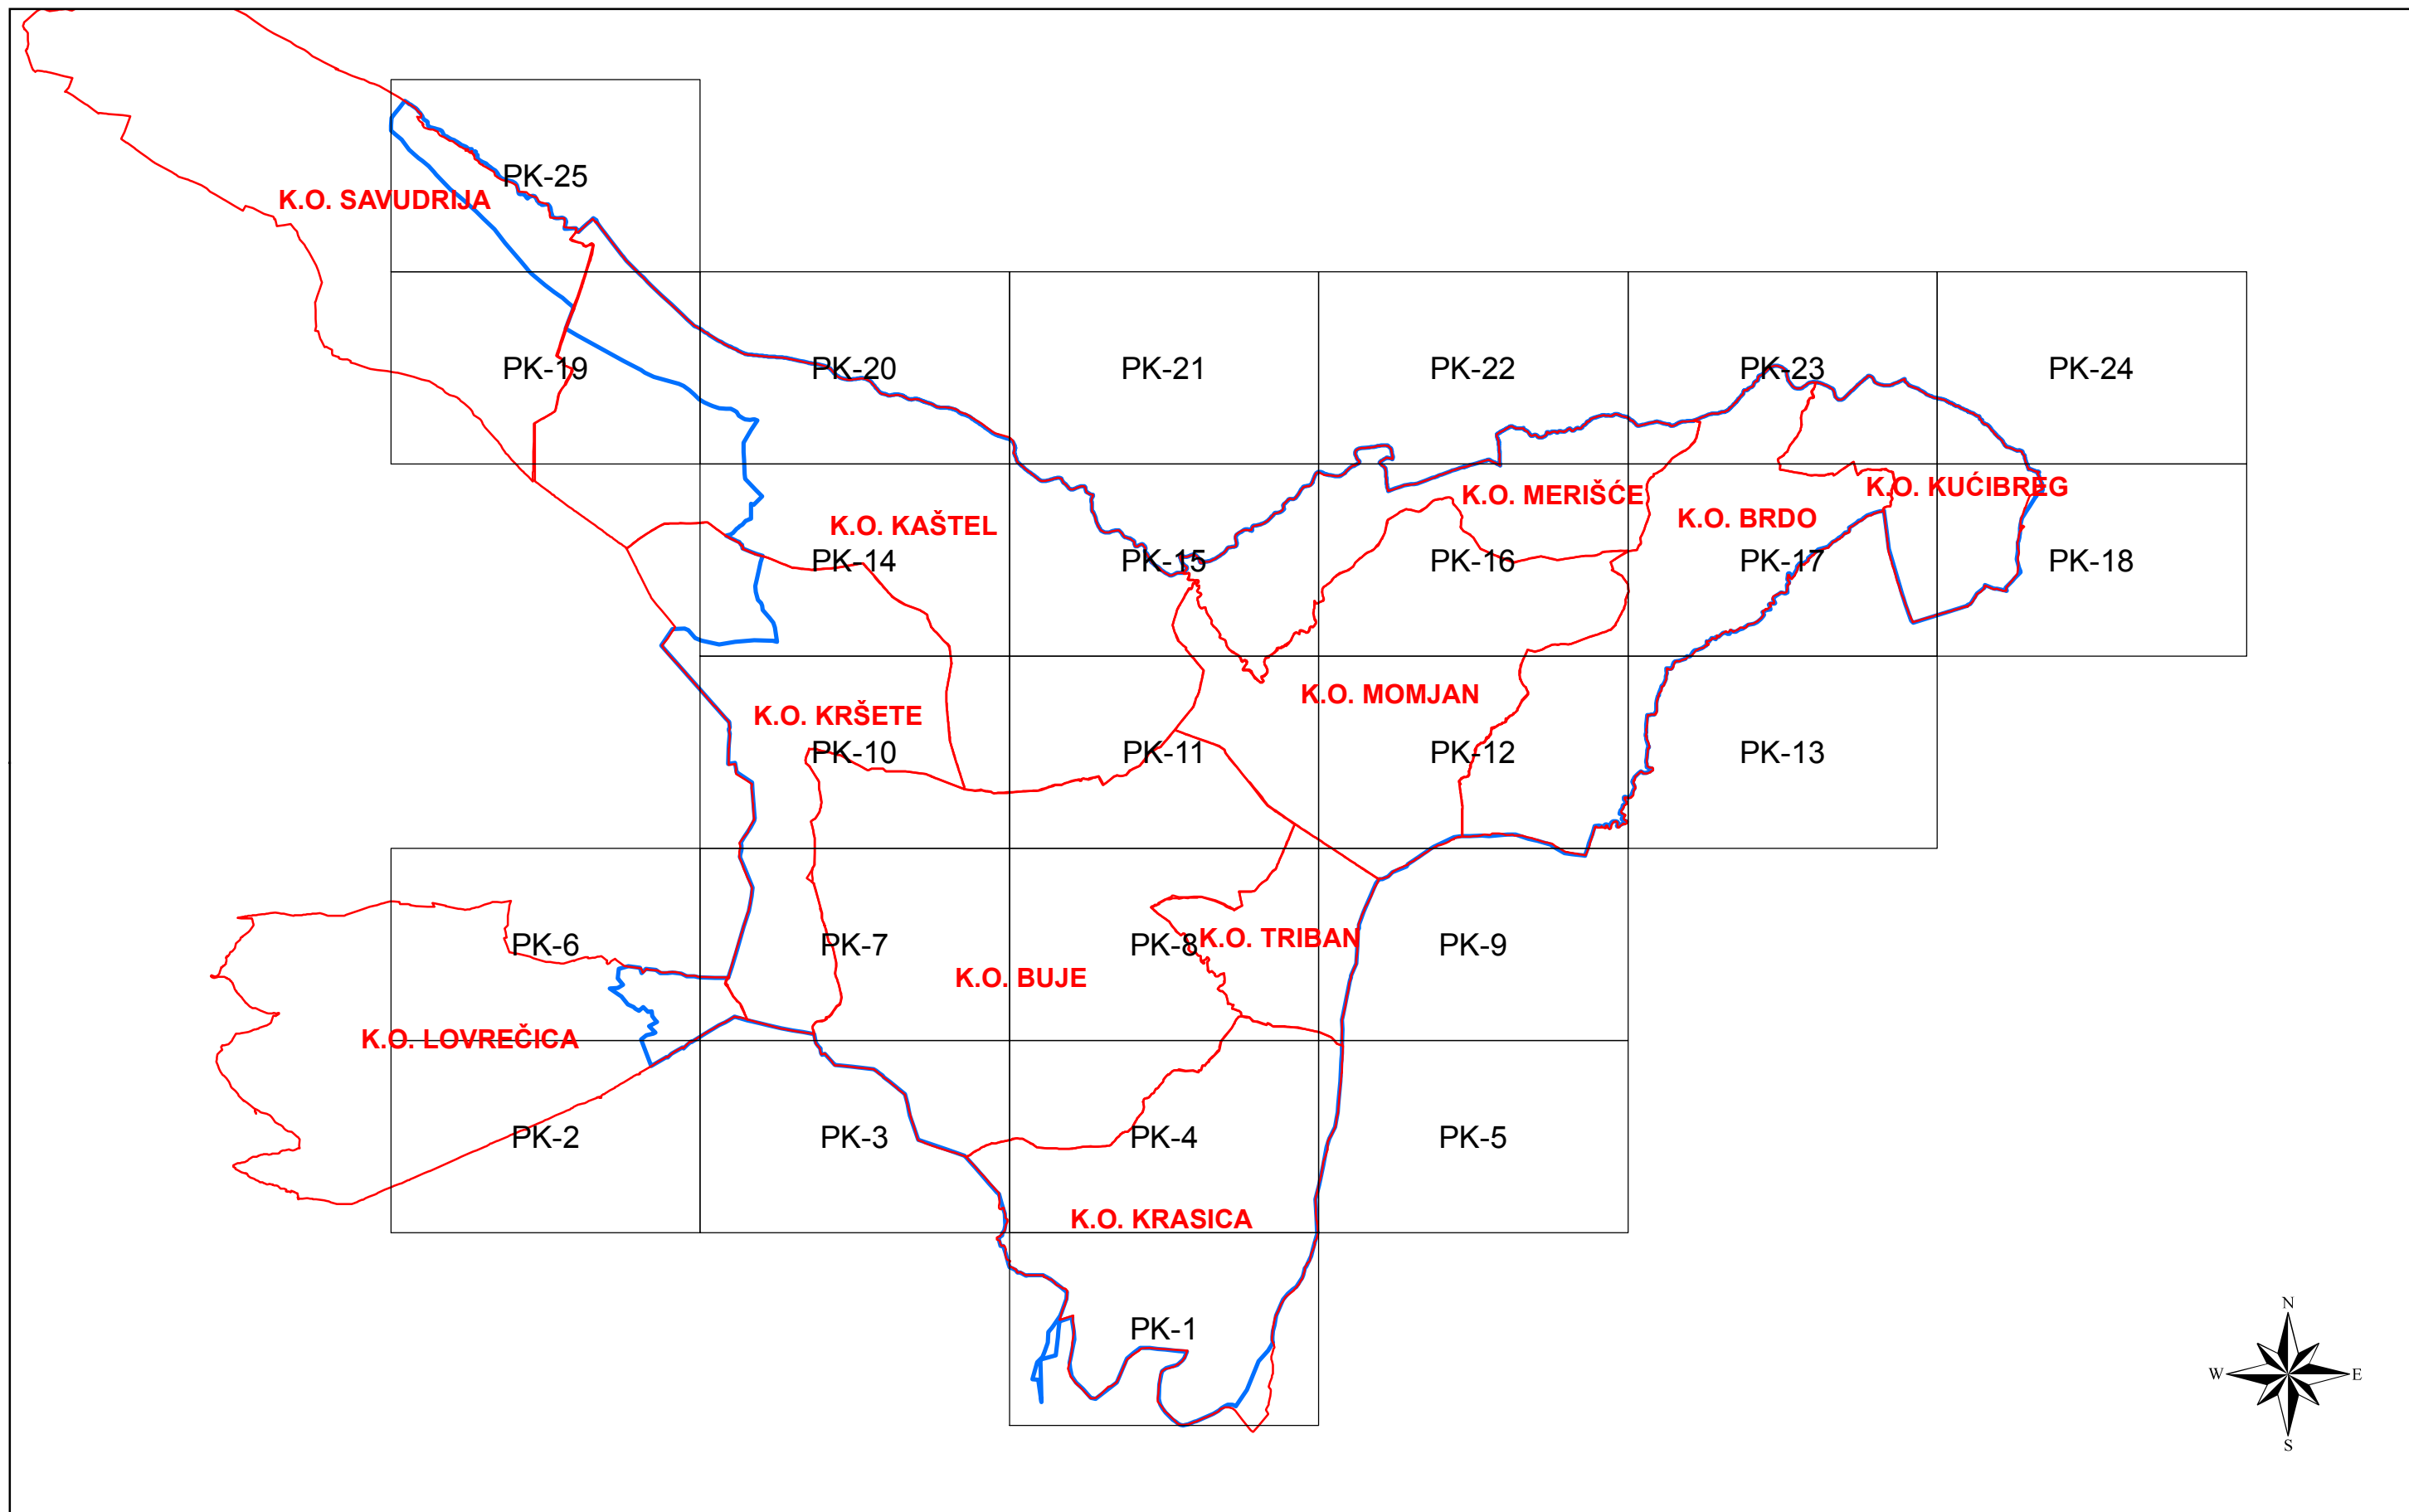 PK-25
K.O. SAVUDRIJA
PK-19
PK-20
PK-21
PK-22
PK-23
PK-24
K.O. KUĆIBREG
K.O. MERIŠĆE
K.O. BRDO
K.O. KAŠTEL
PK-14
PK-15
PK-16
PK-17
PK-18
K.O. MOMJAN
K.O. KRŠETE
PK-10
PK-11
PK-12
PK-13
PK-6
PK-7
PK-8
K.O. TRIBAN
PK-9
K.O. BUJE
K.O. LOVREČICA
PK-2
PK-3
PK-4
PK-5
K.O. KRASICA
PK-1
N
W
E
S